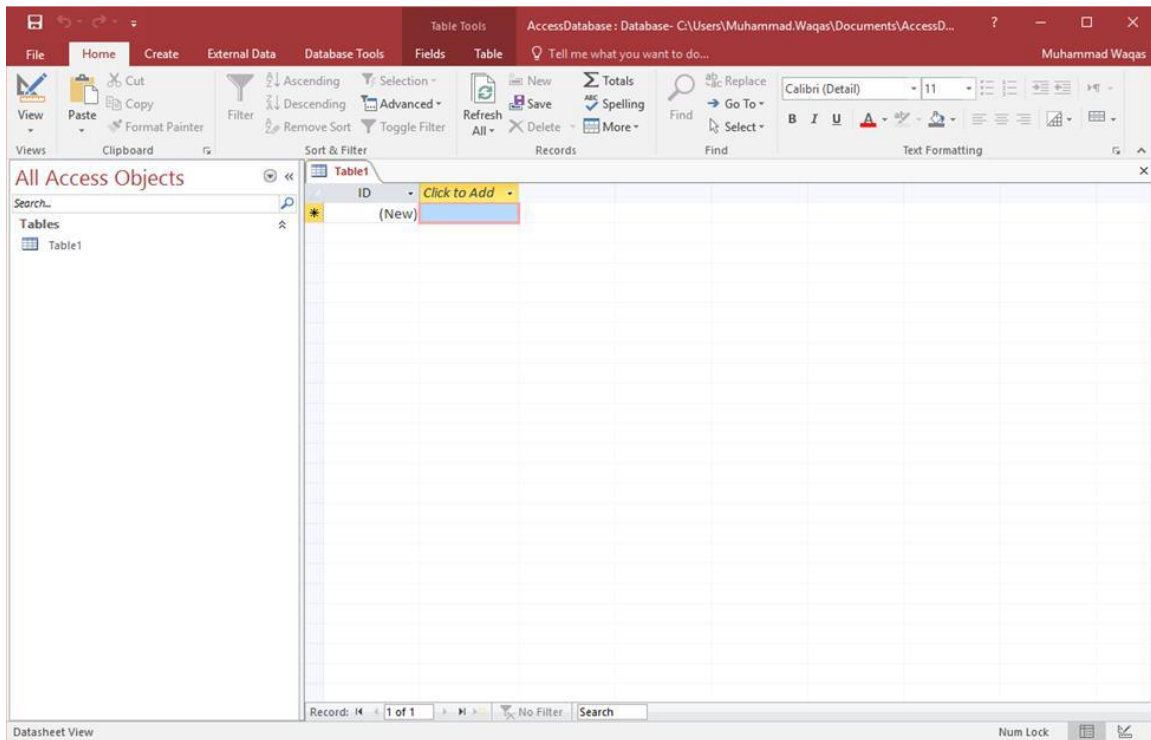 Table Tools AccessDatabase : Database- C:\Users\Muhammad.Waqas\Documents\AccessD... ?
File Home Create External Data Database Tools Fields Table Tell me what you want to do... Muhammad Waqas
Cut Ascending Selection New Totals Replace Calibri (Detail) 11
Copy Descending Advanced Save Spelling Go To
View Paste Format Painter Filter Remove Sort Toggle Filter Refresh All Delete More Find Select B I U A
Views Clipboard Sort & Filter Records Find Text Formatting
All Access Objects Table1
Search... ID Click to Add
Tables (New)
Table1
Record: 1 of 1 No Filter Search
Datasheet View Num Lock